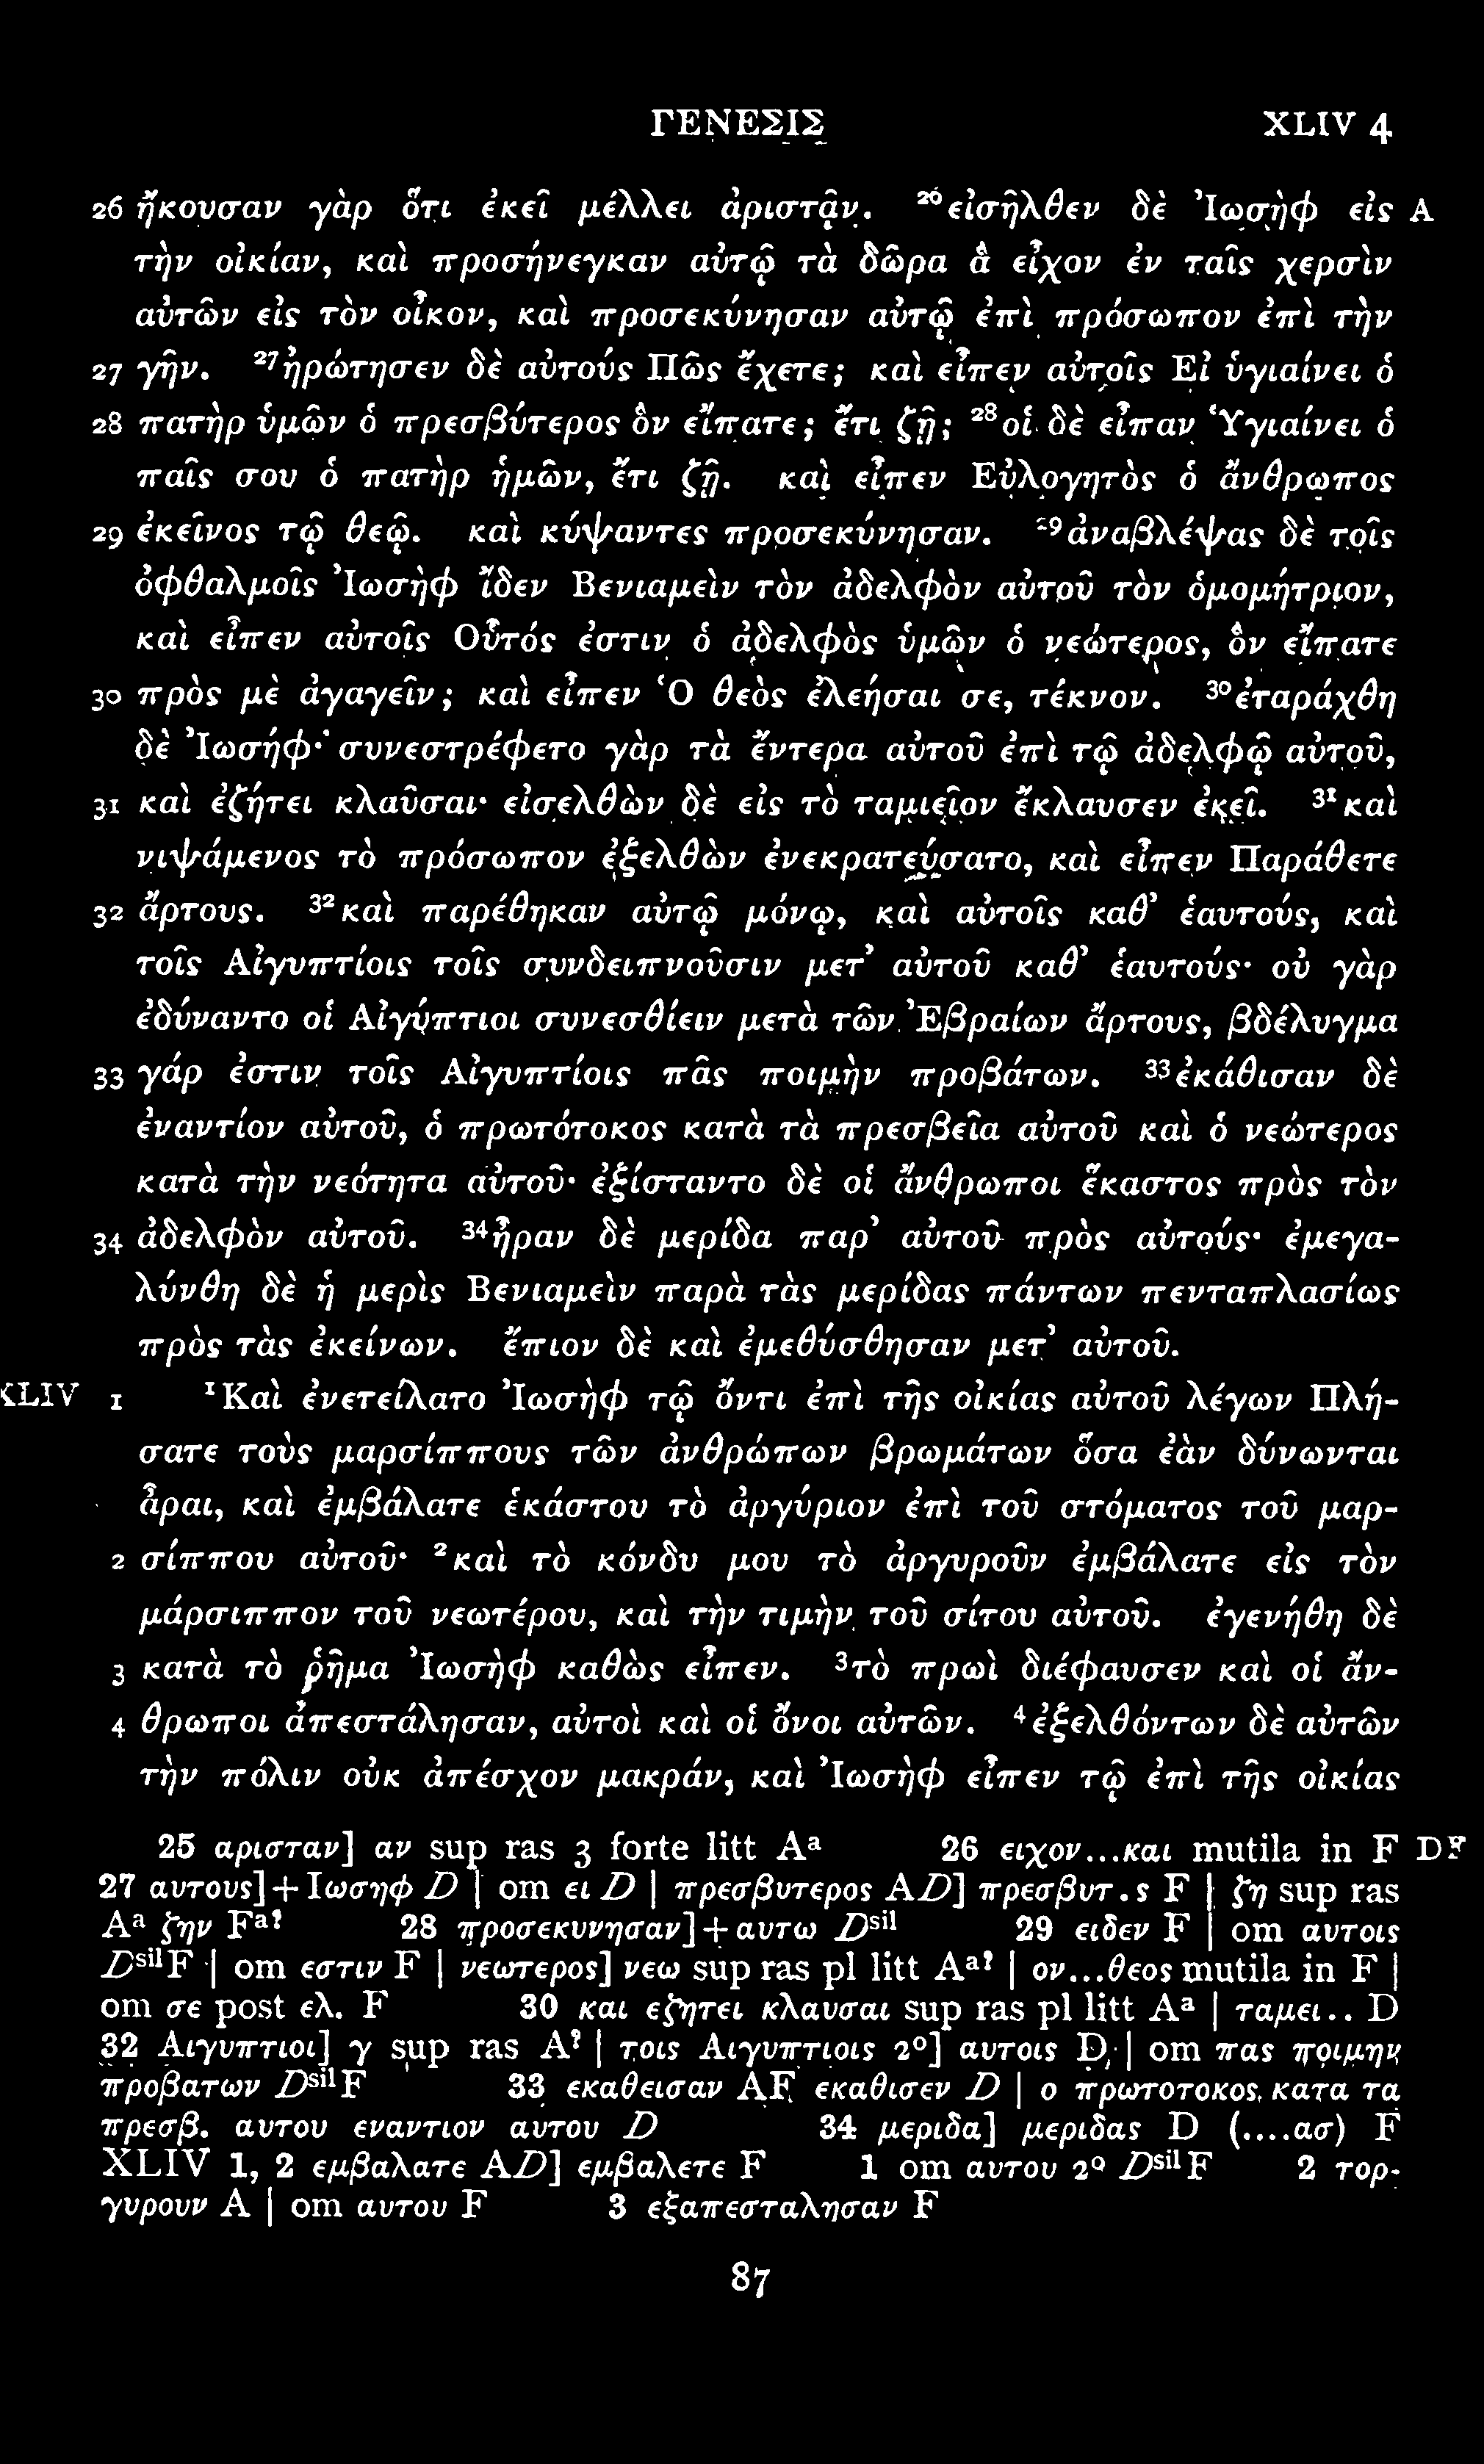 ΓΕΝΕΣΙΣ XLIV 4
26 ἤκουσαν γὰρ ὅτι ἐκεῖ μέλλει ἀριστᾷν. ²⁶εἰσῆλθεν δὲ Ἰωσὴφ εἰς A
τὴν οἰκίαν, καὶ προσήνεγκαν αὐτῷ τὰ δῶρα ἃ εἶχον ἐν ταῖς χερσὶν
αὐτῶν εἰς τὸν οἶκον, καὶ προσεκύνησαν αὐτῷ ἐπὶ πρόσωπον ἐπὶ τὴν
27 γῆν. ²⁷ἠρώτησεν δὲ αὐτούς Πῶς ἔχετε; καὶ εἶπεν αὐτοῖς Εἰ ὑγιαίνει ὁ
28 πατὴρ ὑμῶν ὁ πρεσβύτερος ὃν εἴπατε; ἔτι ζῇ; ²⁸οἱ δὲ εἶπαν Ὑγιαίνει ὁ
παῖς σου ὁ πατὴρ ἡμῶν, ἔτι ζῇ. καὶ εἶπεν Εὐλογητὸς ὁ ἄνθρωπος
29 ἐκεῖνος τῷ θεῷ. καὶ κύψαντες προσεκύνησαν. ²⁹ἀναβλέψας δὲ τοῖς
ὀφθαλμοῖς Ἰωσὴφ ἴδεν Βενιαμεὶν τὸν ἀδελφὸν αὐτοῦ τὸν ὁμομήτριον,
καὶ εἶπεν αὐτοῖς Οὗτός ἐστιν ὁ ἀδελφὸς ὑμῶν ὁ νεώτερος, ὃν εἴπατε
30 πρὸς μὲ ἀγαγεῖν; καὶ εἶπεν Ὁ θεὸς ἐλεήσαι σε, τέκνον. ³⁰ἐταράχθη
δὲ Ἰωσήφ· συνεστρέφετο γὰρ τὰ ἔντερα αὐτοῦ ἐπὶ τῷ ἀδελφῷ αὐτοῦ,
31 καὶ ἐζήτει κλαῦσαι· εἰσελθὼν δὲ εἰς τὸ ταμιεῖον ἔκλαυσεν ἐκεῖ. ³¹καὶ
νιψάμενος τὸ πρόσωπον ἐξελθὼν ἐνεκρατεύσατο, καὶ εἶπεν Παράθετε
32 ἄρτους. ³²καὶ παρέθηκαν αὐτῷ μόνῳ, καὶ αὐτοῖς καθ’ ἑαυτούς, καὶ
τοῖς Αἰγυπτίοις τοῖς συνδειπνοῦσιν μετ’ αὐτοῦ καθ’ ἑαυτούς· οὐ γὰρ
ἐδύναντο οἱ Αἰγύπτιοι συνεσθίειν μετὰ τῶν Ἐβραίων ἄρτους, βδέλυγμα
33 γάρ ἐστιν τοῖς Αἰγυπτίοις πᾶς ποιμὴν προβάτων. ³³ἐκάθισαν δὲ
ἐναντίον αὐτοῦ, ὁ πρωτότοκος κατὰ τὰ πρεσβεῖα αὐτοῦ καὶ ὁ νεώτερος
κατὰ τὴν νεότητα αὐτοῦ· ἐξίσταντο δὲ οἱ ἄνθρωποι ἕκαστος πρὸς τὸν
34 ἀδελφὸν αὐτοῦ. ³⁴ἦραν δὲ μερίδα παρ’ αὐτοῦ πρὸς αὐτούς· ἐμεγα-
λύνθη δὲ ἡ μερὶς Βενιαμεὶν παρὰ τὰς μερίδας πάντων πενταπλασίως
πρὸς τὰς ἐκείνων. ἔπιον δὲ καὶ ἐμεθύσθησαν μετ’ αὐτοῦ.
XLIV 1 ¹Καὶ ἐνετείλατο Ἰωσὴφ τῷ ὄντι ἐπὶ τῆς οἰκίας αὐτοῦ λέγων Πλή-
σατε τοὺς μαρσίππους τῶν ἀνθρώπων βρωμάτων ὅσα ἐὰν δύνωνται
ἆραι, καὶ ἐμβάλατε ἑκάστου τὸ ἀργύριον ἐπὶ τοῦ στόματος τοῦ μαρ-
2 σίππου αὐτοῦ· ²καὶ τὸ κόνδυ μου τὸ ἀργυροῦν ἐμβάλατε εἰς τὸν
μάρσιππον τοῦ νεωτέρου, καὶ τὴν τιμὴν τοῦ σίτου αὐτοῦ. ἐγενήθη δὲ
3 κατὰ τὸ ῥῆμα Ἰωσὴφ καθὼς εἶπεν. ³τὸ πρωὶ διέφαυσεν καὶ οἱ ἄν-
4 θρωποι ἀπεστάλησαν, αὐτοὶ καὶ οἱ ὄνοι αὐτῶν. ⁴ἐξελθόντων δὲ αὐτῶν
τὴν πόλιν οὐκ ἀπέσχον μακράν, καὶ Ἰωσὴφ εἶπεν τῷ ἐπὶ τῆς οἰκίας
25 αρισταν] αν sup ras 3 forte litt Aᵃ 26 ειχον...και mutila in F DF
27 αυτους]+Ιωσηφ D | om ει D | πρεσβυτερος AD] πρεσβυτ.ς F | ζη sup ras
Aᵃ ζην Fᵃ? 28 προσεκυνησαν]+αυτω Dˢⁱˡ 29 ειδεν F | om αυτοις
DˢⁱˡF | om εστιν F | νεωτερος] νεω sup ras pl litt Aᵃ? | ον...θεος mutila in F |
om σε post ελ. F 30 και εζητει κλαυσαι sup ras pl litt Aᵃ | ταμει.. D
32 Αιγυπτιοι] γ sup ras A? | τοις Αιγυπτιοις 2°] αυτοις D | om πας ποιμην
προβατων DˢⁱˡF 33 εκαθεισαν AF εκαθισεν D | ο πρωτοτοκος κατα τα
πρεσβ. αυτου εναντιον αυτου D 34 μεριδα] μεριδας D (....ασ) F
XLIV 1, 2 εμβαλατε AD] εμβαλετε F 1 om αυτου 2° DˢⁱˡF 2 τορ-
γυρουν A | om αυτου F 3 εξαπεσταλησαν F
87